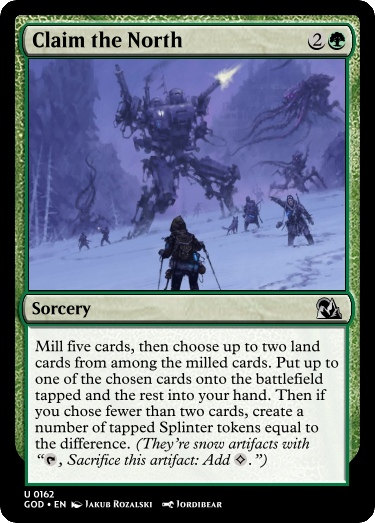 Claim the North 2
Sorcery
Mill five cards, then choose up to two land
cards from among the milled cards. Put up to
one of the chosen cards onto the battlefield
tapped and the rest into your hand. Then if
you chose fewer than two cards, create a
number of tapped Splinter tokens equal to
the difference. (They’re snow artifacts with
“T, Sacrifice this artifact: Add .”)
U 0162
GOD • EN Jakub Rozalski Jordibear